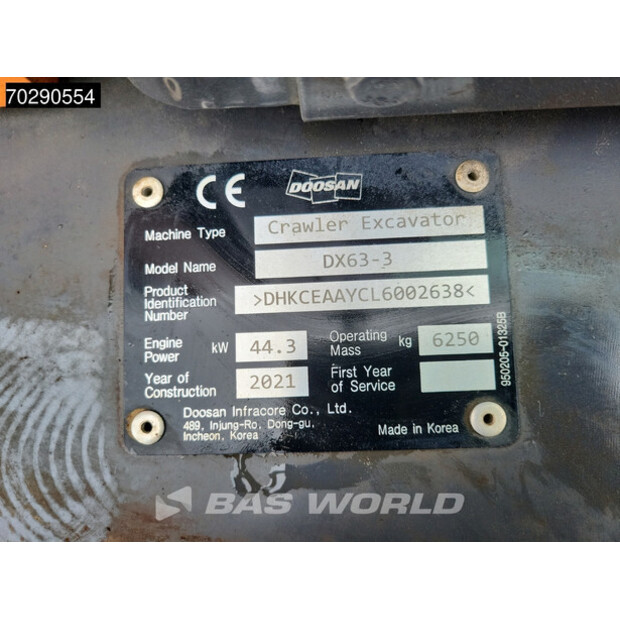 70290554
CE DOOSAN
Machine Type Crawler Excavator
Model Name DX63-3
Product Identification Number >DHKCEAAYCL6002638<
Engine Power kW 44.3 Operating Mass kg 6250
Year of Construction 2021 First Year of Service
Doosan Infracore Co., Ltd.
489, Injung-Ro, Dong-gu,
Incheon, Korea
Made in Korea
950205-01325B
BAS WORLD